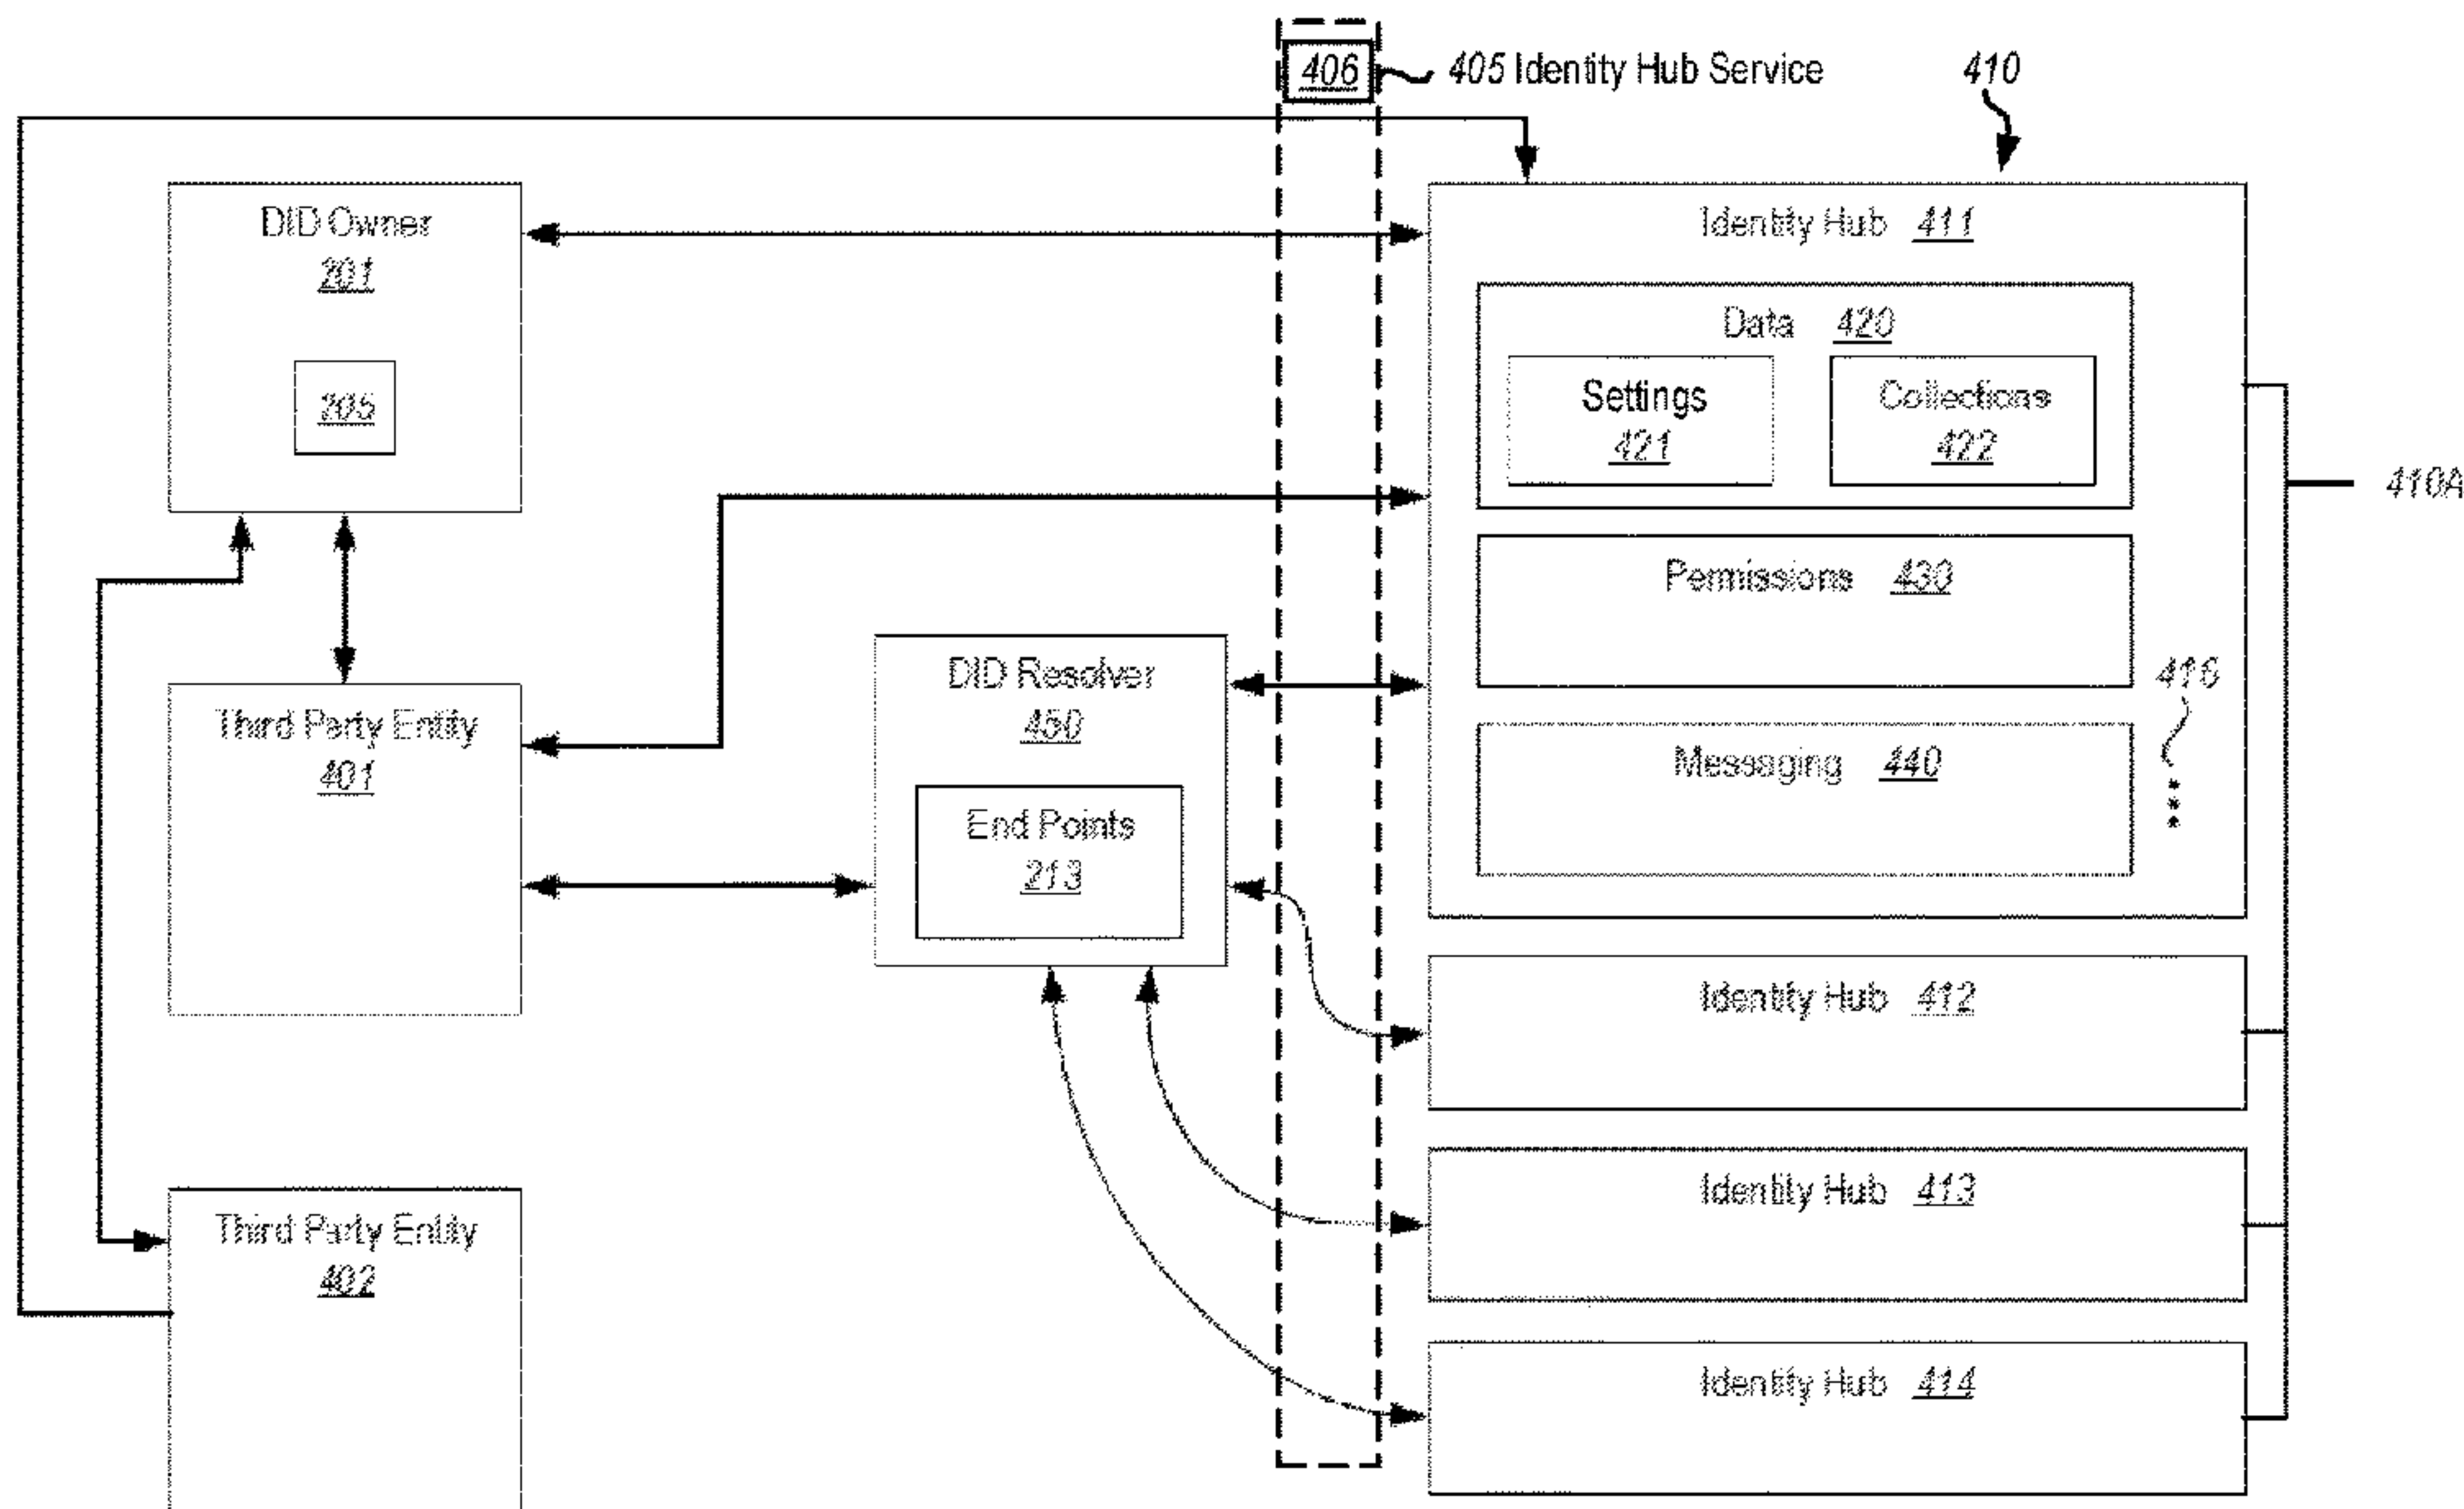 406
405 Identity Hub Service
410
DID Owner
201
205
Identity Hub 411
Data 420
Settings
421
Collections
422
410A
Permissions 430
416
Messaging 440
Third Party Entity
401
DID Resolver
450
End Points
213
Identity Hub 412
Identity Hub 413
Identity Hub 414
Third Party Entity
402